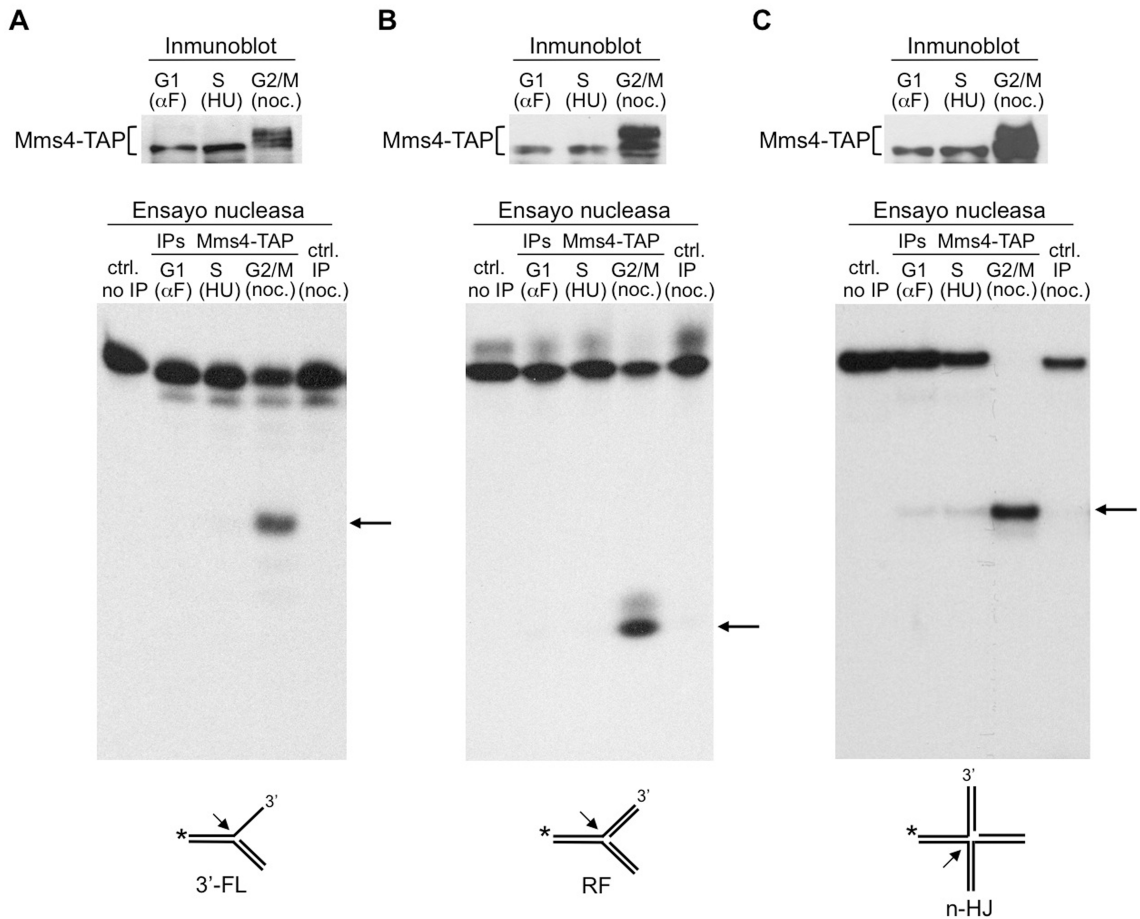 A
Inmunoblot
G1 S G2/M
(αF) (HU) (noc.)
Mms4-TAP
Ensayo nucleasa
IPs Mms4-TAP
ctrl. no IP
G1 (αF)
S (HU)
G2/M (noc.)
ctrl. IP (noc.)
* 3'
3'-FL
B
Inmunoblot
G1 S G2/M
(αF) (HU) (noc.)
Mms4-TAP
Ensayo nucleasa
IPs Mms4-TAP
ctrl. no IP
G1 (αF)
S (HU)
G2/M (noc.)
ctrl. IP (noc.)
* 3'
RF
C
Inmunoblot
G1 S G2/M
(αF) (HU) (noc.)
Mms4-TAP
Ensayo nucleasa
IPs Mms4-TAP
ctrl. no IP
G1 (αF)
S (HU)
G2/M (noc.)
ctrl. IP (noc.)
3'
*
n-HJ